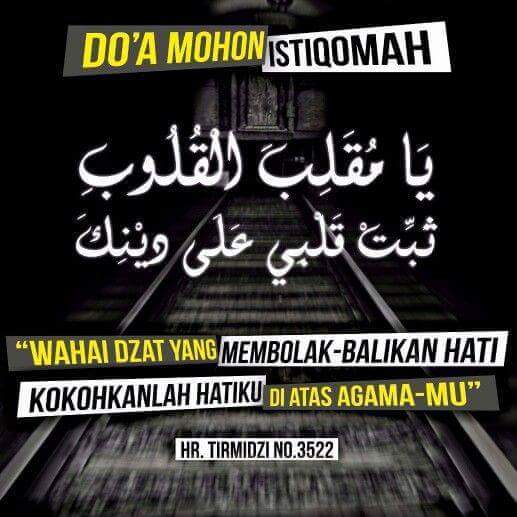 DO'A MOHON ISTIQOMAH
يَا مُقَلِبَ الْقُلُوبِ
ثَبِّتْ قَلْبِي عَلَى دِيْنِكَ
“WAHAI DZAT YANG MEMBOLAK-BALIKAN HATI
KOKOHKANLAH HATIKU DI ATAS AGAMA-MU”
HR. TIRMIDZI NO.3522